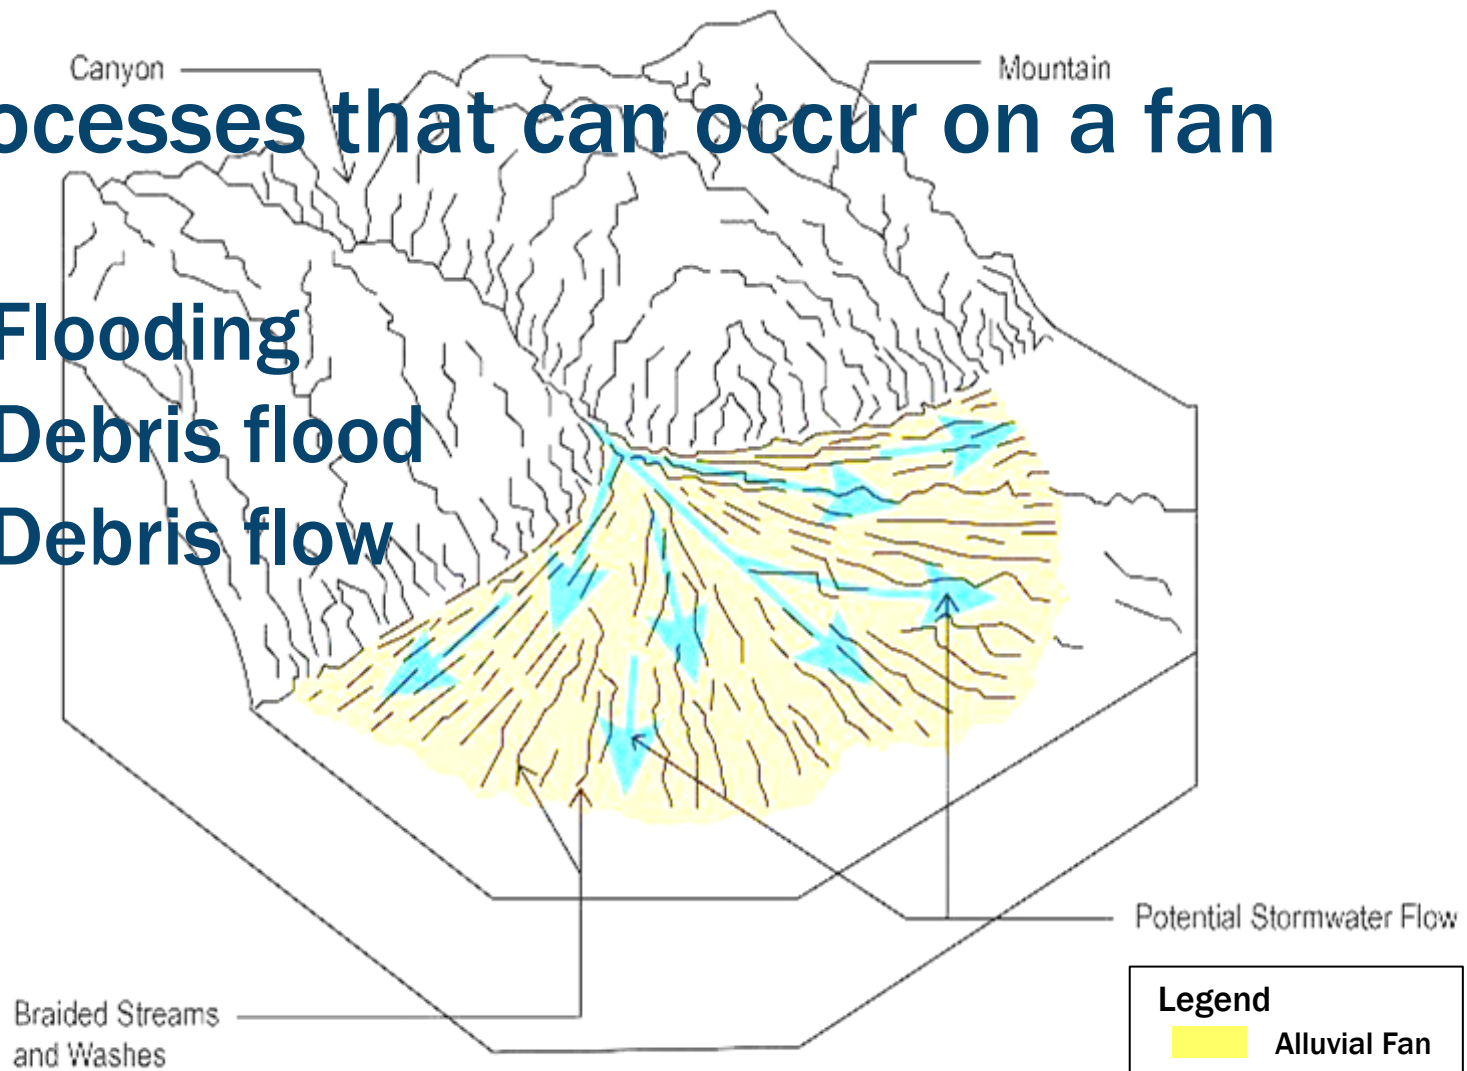 Canyon
Mountain
ocesses that can occur on a fan
Flooding
Debris flood
Debris flow
Potential Stormwater Flow
Braided Streams
and Washes
Legend
Alluvial Fan